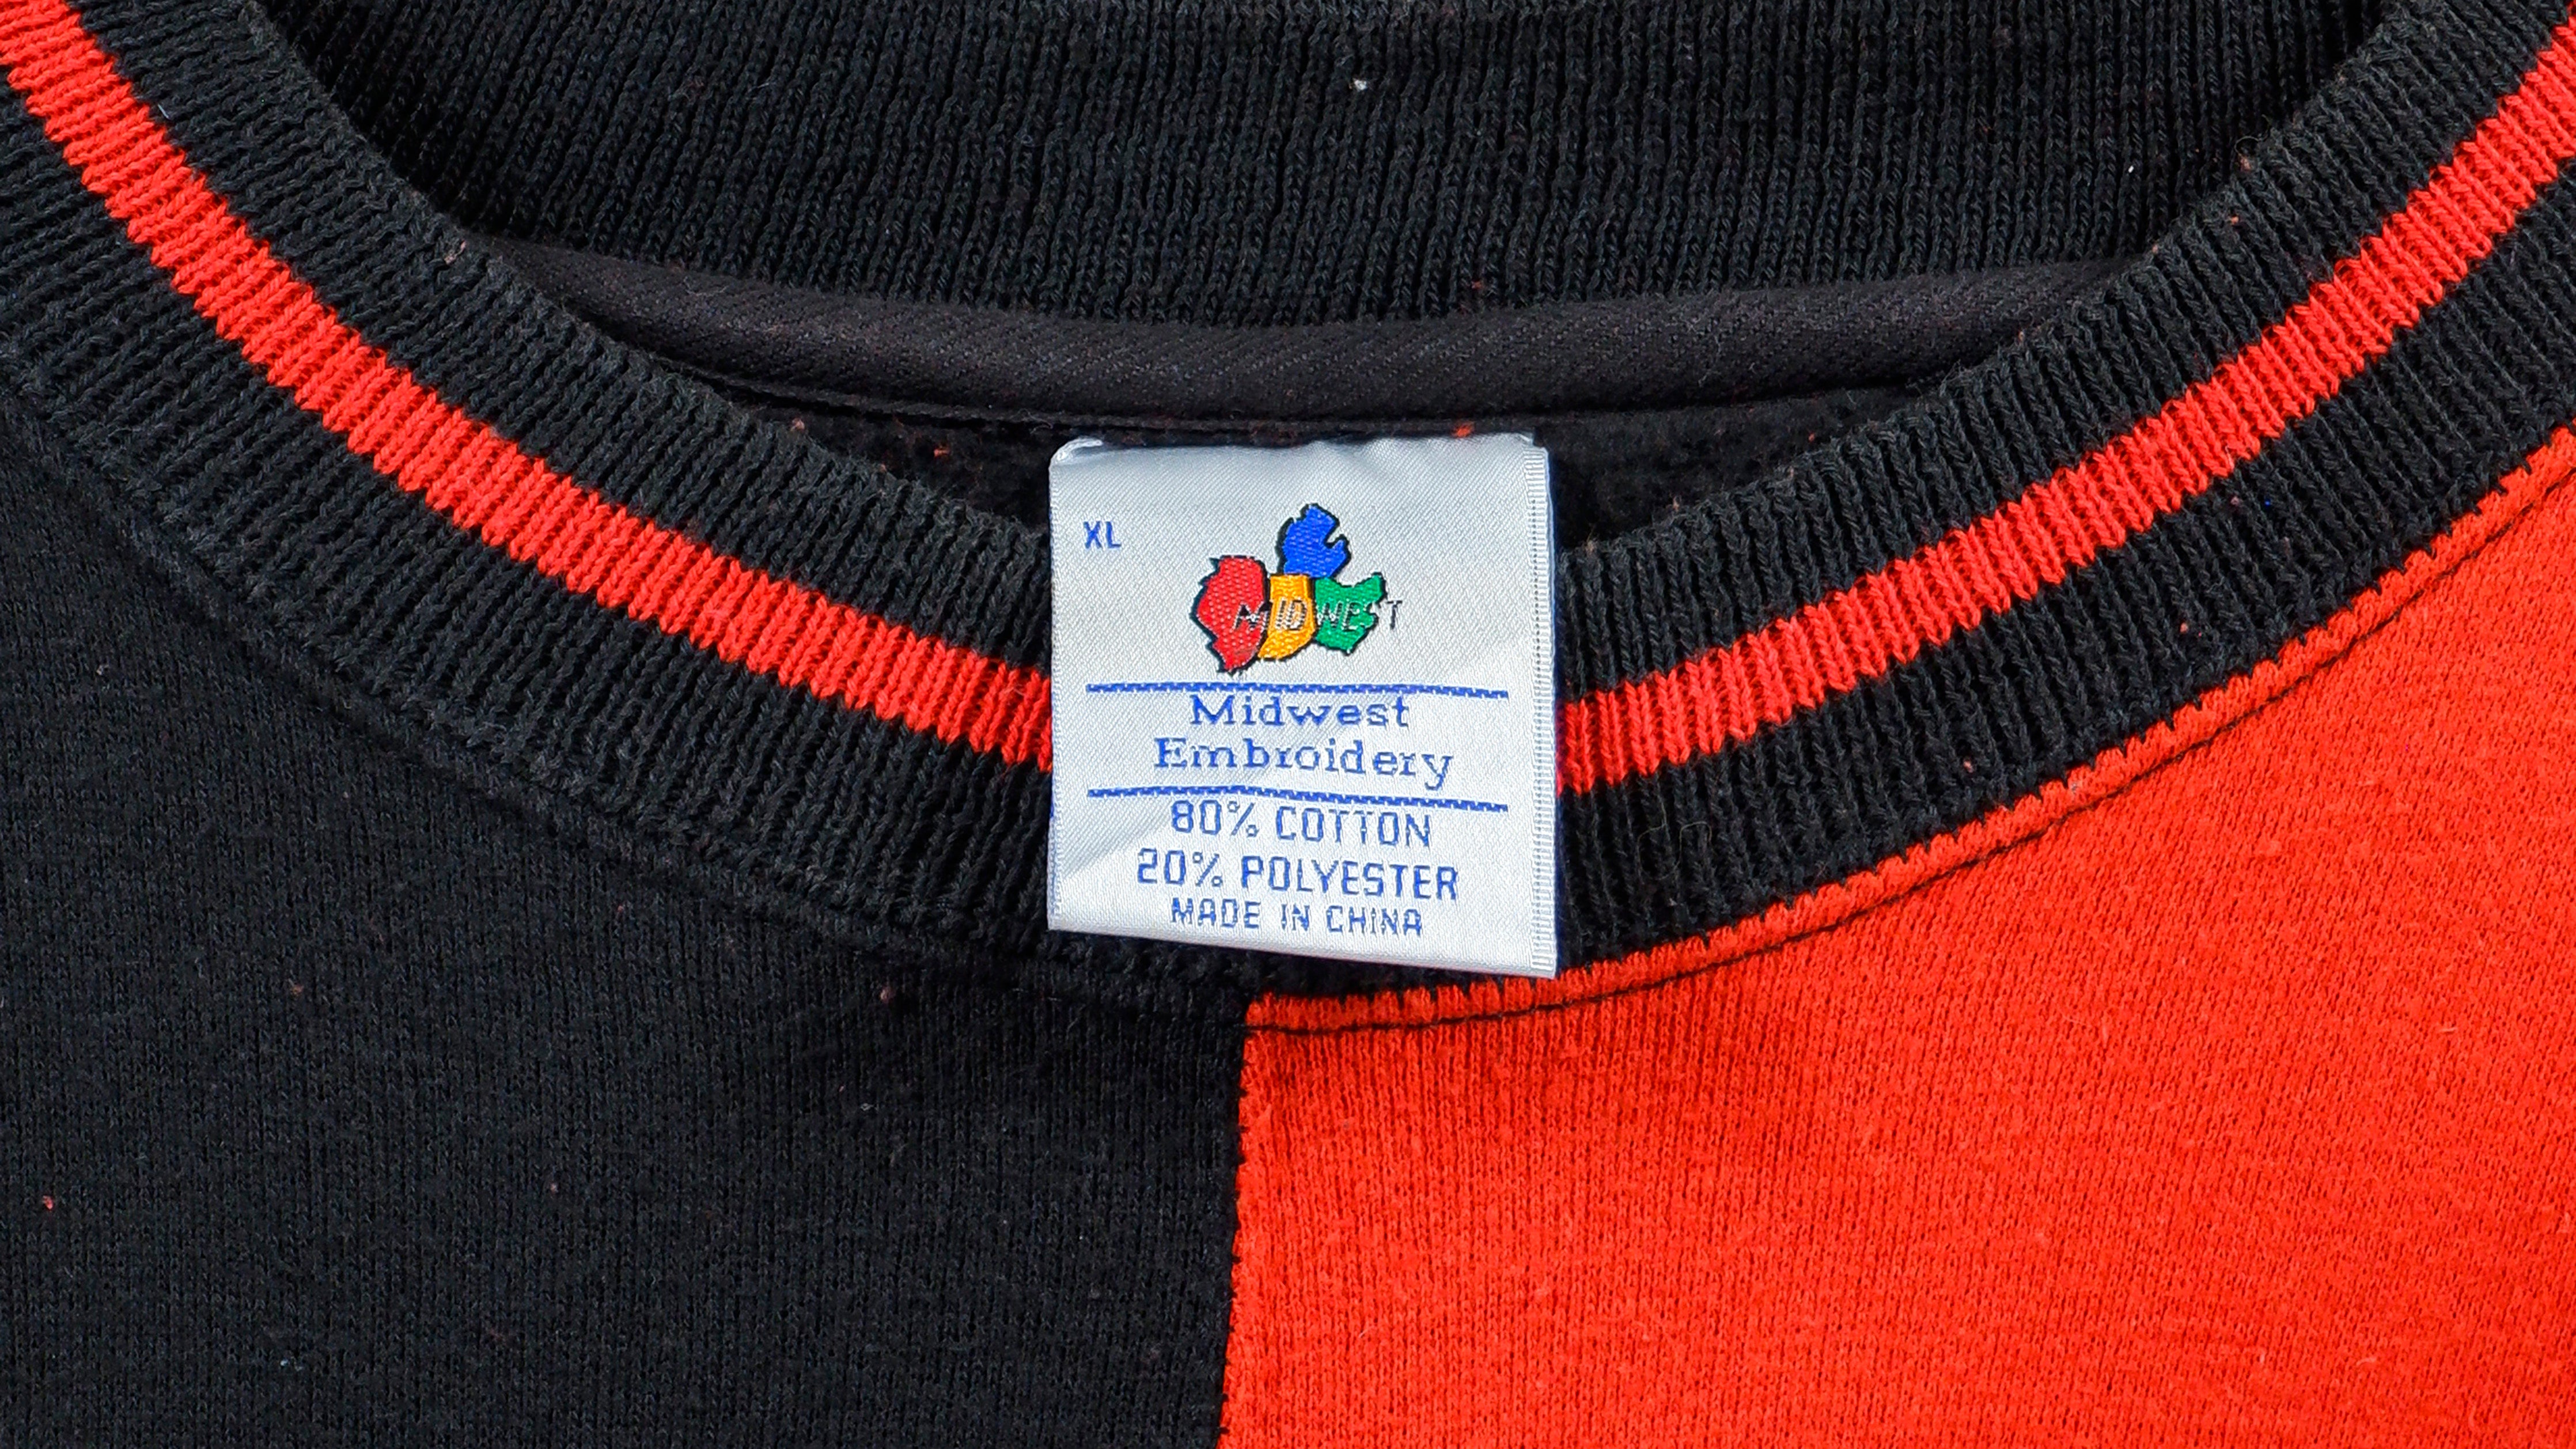 XL
MIDWEST
Midwest
Embroidery
80% COTTON
20% POLYESTER
MADE IN CHINA